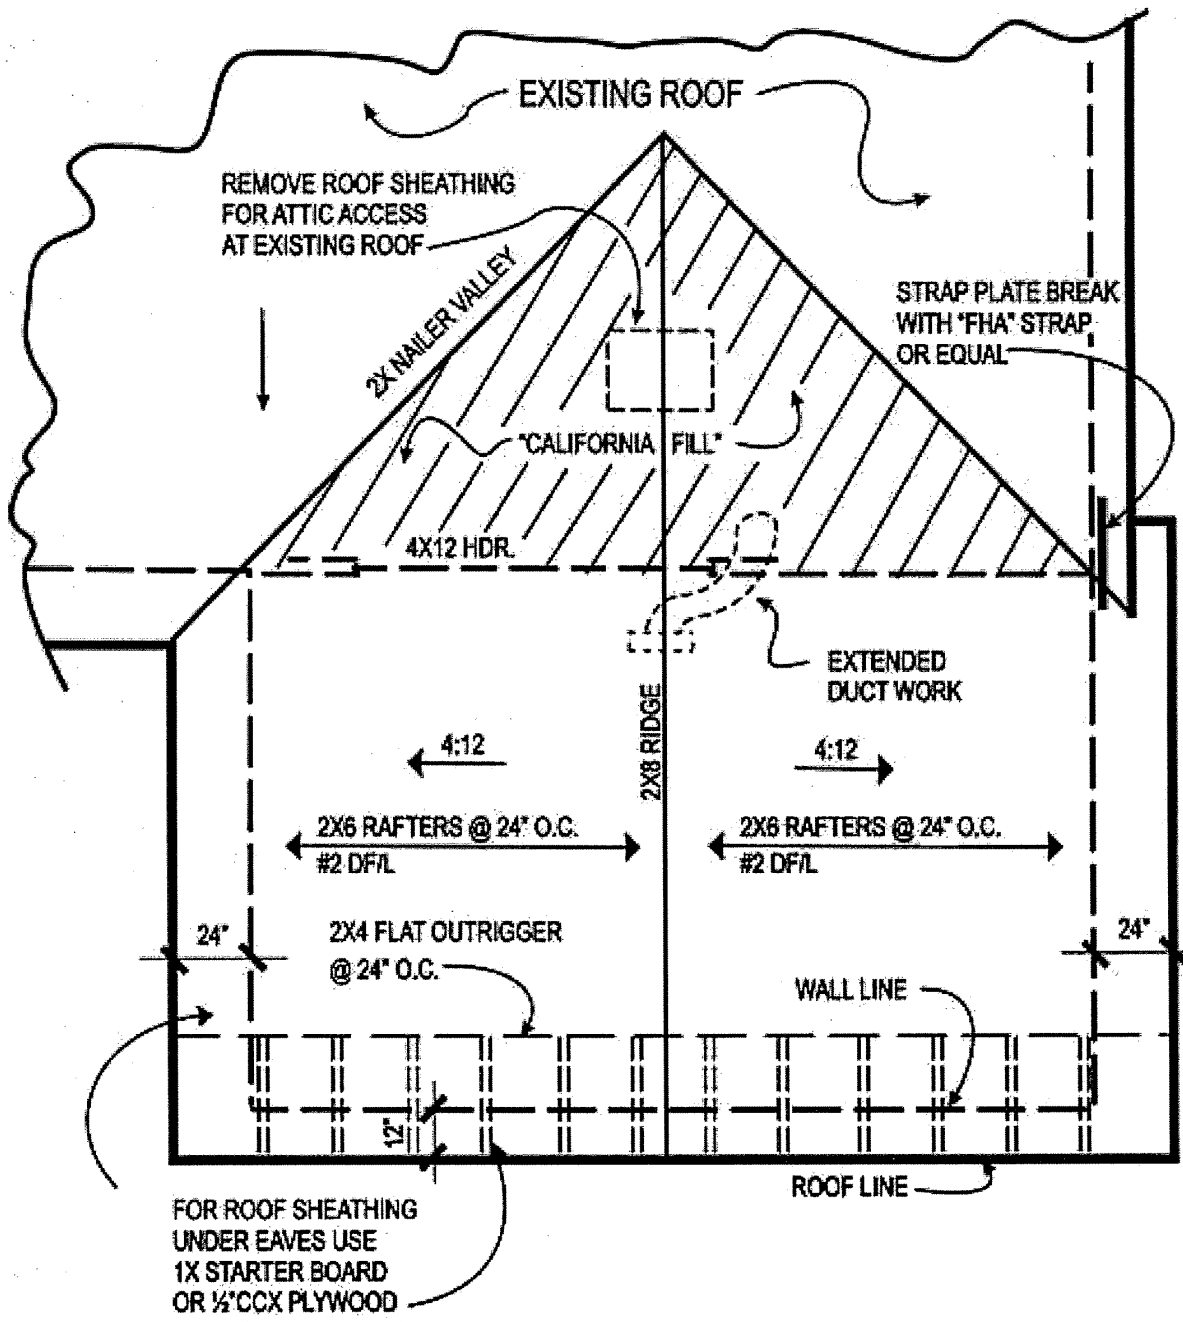 EXISTING ROOF
REMOVE ROOF SHEATHING
FOR ATTIC ACCESS
AT EXISTING ROOF
2X NAILER VALLEY
STRAP PLATE BREAK
WITH "FHA" STRAP
OR EQUAL
"CALIFORNIA FILL"
4X12 HDR.
EXTENDED
DUCT WORK
2X8 RIDGE
4:12
4:12
2X6 RAFTERS @ 24" O.C.
#2 DF/L
2X6 RAFTERS @ 24" O.C.
#2 DF/L
24"
2X4 FLAT OUTRIGGER
@ 24" O.C.
24"
WALL LINE
12"
ROOF LINE
FOR ROOF SHEATHING
UNDER EAVES USE
1X STARTER BOARD
OR ½"CCX PLYWOOD